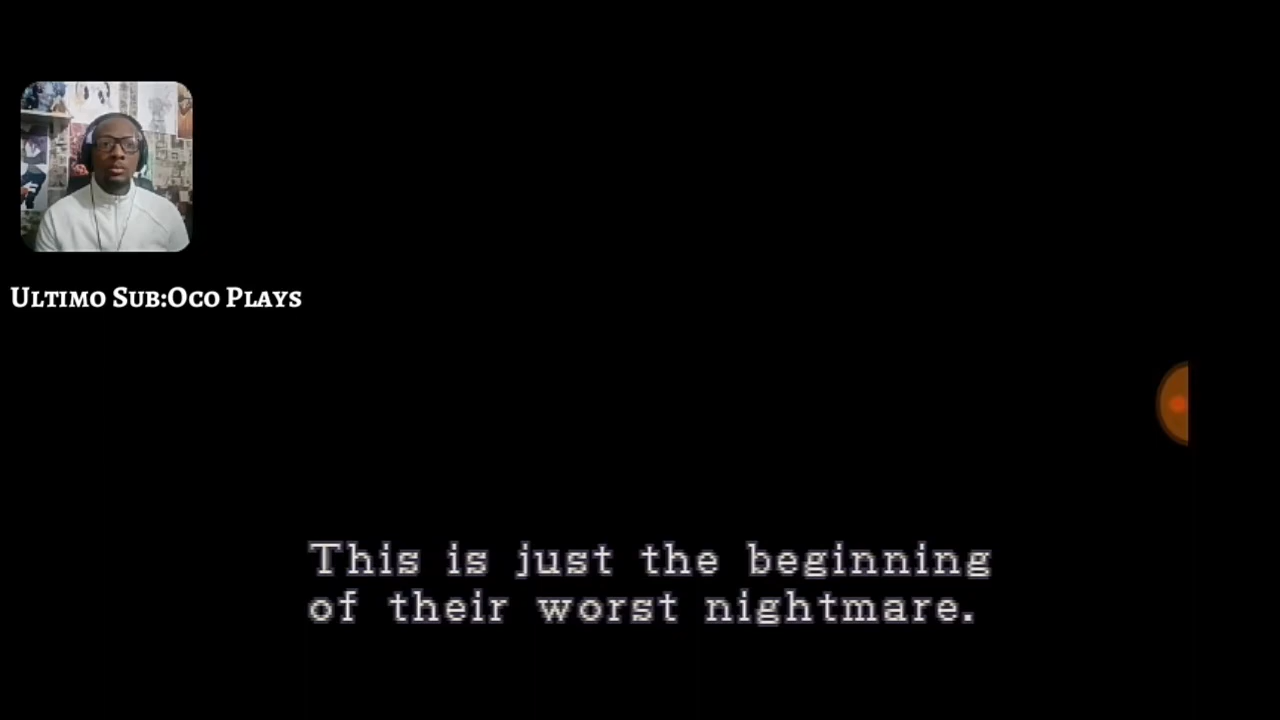 Ultimo Sub:Oco Plays
This is just the beginning
of their worst nightmare.